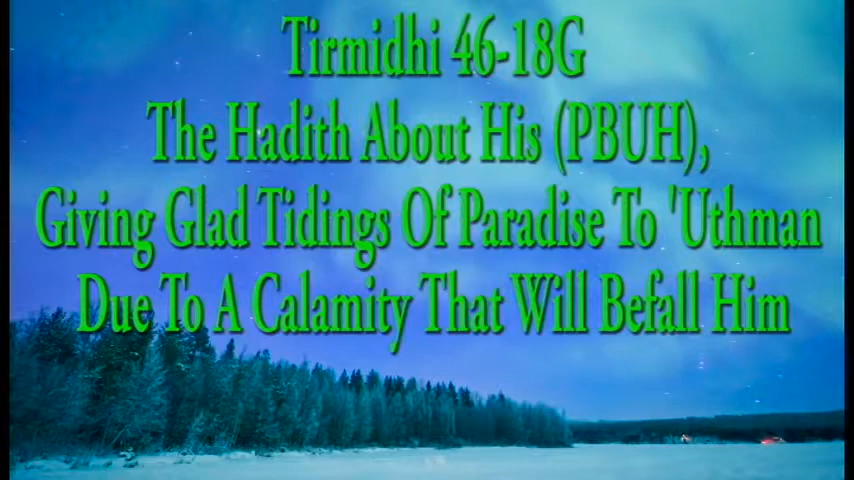 Tirmidhi 46-18G
The Hadith About His (PBUH),
Giving Glad Tidings Of Paradise To 'Uthman
Due To A Calamity That Will Befall Him